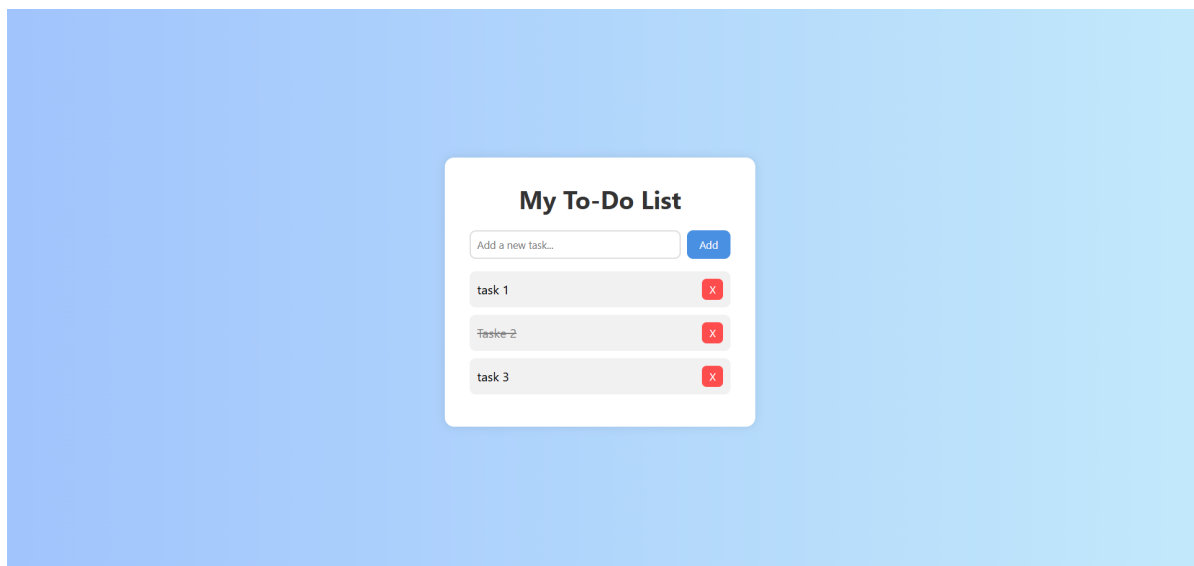 My To-Do List
Add a new task...
Add
task 1
X
Taske 2
X
task 3
X